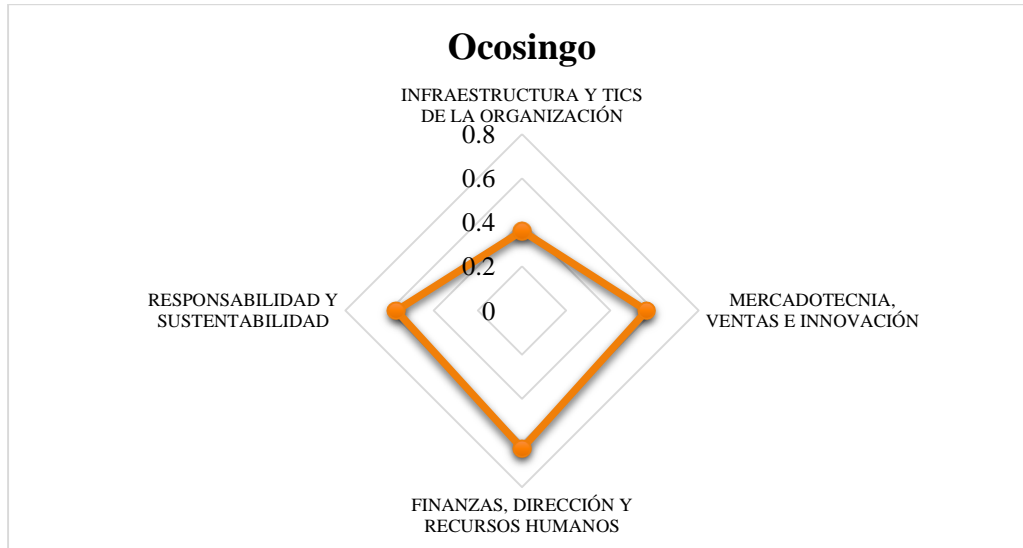 Ocosingo
INFRAESTRUCTURA Y TICS
DE LA ORGANIZACIÓN
0.8
0.6
0.4
0.2
0
RESPONSABILIDAD Y
SUSTENTABILIDAD
MERCADOTECNIA,
VENTAS E INNOVACIÓN
FINANZAS, DIRECCIÓN Y
RECURSOS HUMANOS